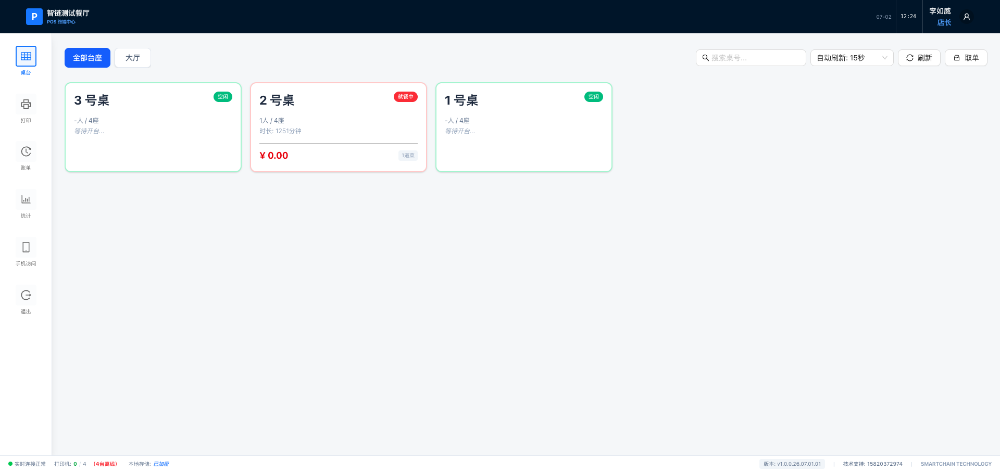 P
智链测试餐厅
POS 终端中心
07-02
12:24
李如威
店长
桌台
打印
账单
统计
手机访问
退出
全部台座
大厅
搜索桌号...
自动刷新: 15秒
刷新
取单
3 号桌
空闲
-人 / 4座
等待开台...
2 号桌
就餐中
1人 / 4座
时长: 1251分钟
¥ 0.00
1道菜
1 号桌
空闲
-人 / 4座
等待开台...
实时连接正常
打印机: 0 / 4 (4台离线)
本地存储: 已加密
版本: v1.0.0.26.07.01.01
技术支持: 15820372974
SMARTCHAIN TECHNOLOGY